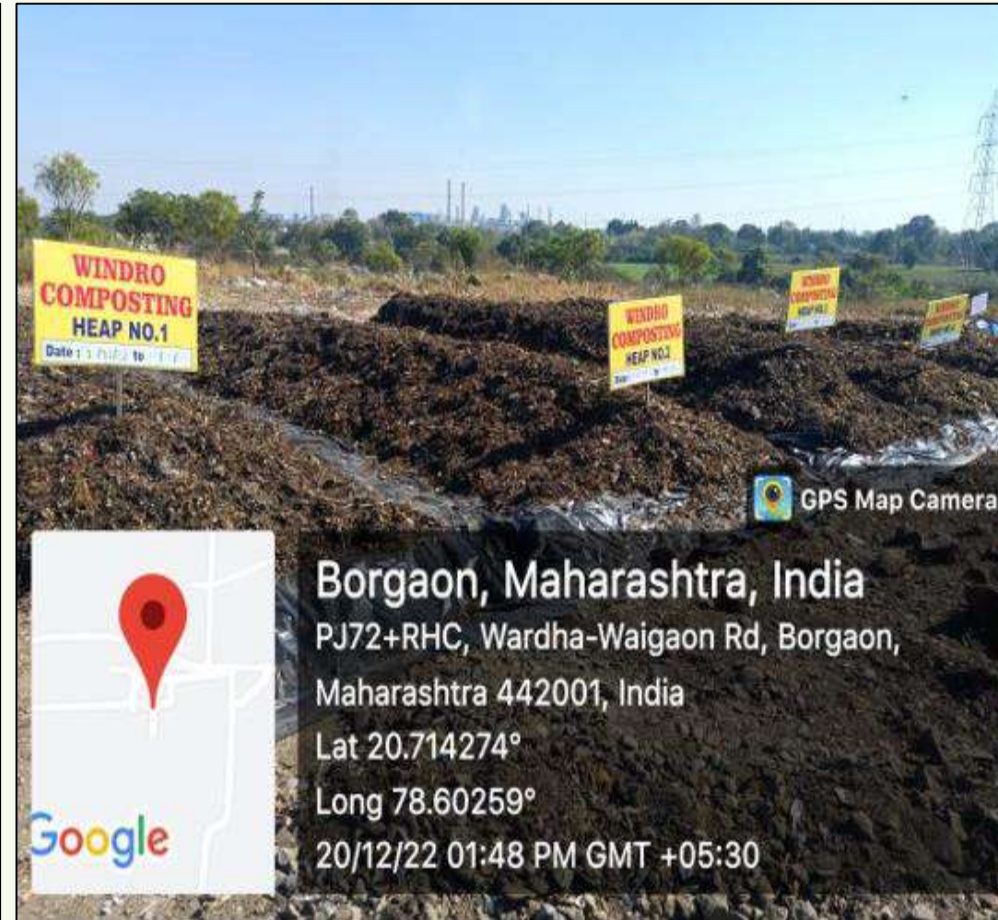 WINDRO
COMPOSTING
HEAP NO.1
Date : to
WINDRO
COMPOSTING
HEAP NO.2
WINDRO
COMPOSTING
GPS Map Camera
Borgaon, Maharashtra, India
PJ72+RHC, Wardha-Waigaon Rd, Borgaon,
Maharashtra 442001, India
Lat 20.714274°
Long 78.60259°
20/12/22 01:48 PM GMT +05:30
Google